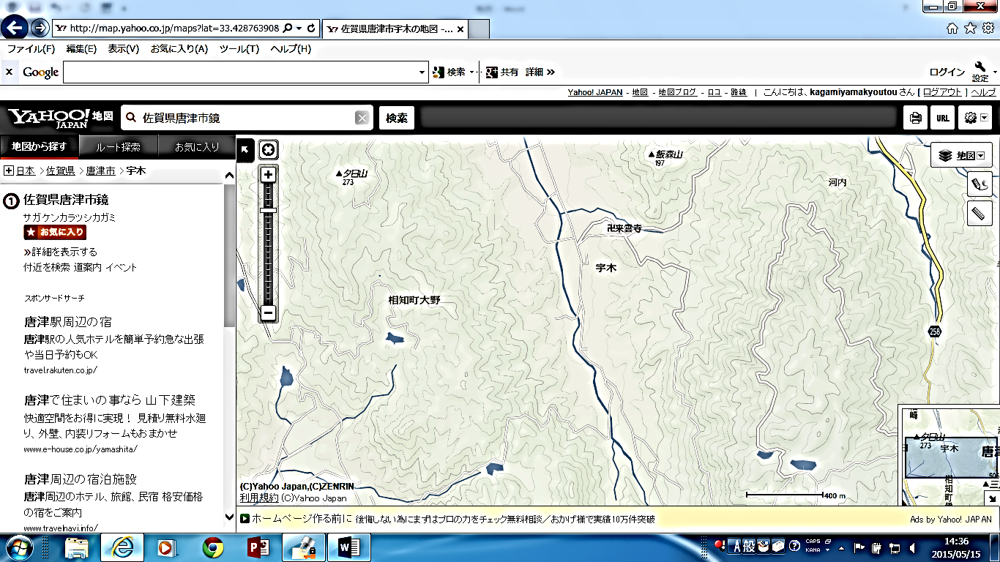 http://map.yahoo.co.jp/maps?lat=33.428763908
佐賀県唐津市宇木の地図 -...
ファイル(F) 編集(E) 表示(V) お気に入り(A) ツール(T) ヘルプ(H)
x Google 検索 共有 詳細 >> ログイン 設定
Yahoo! JAPAN - 地図 - 地図ブログ - ロコ - 路線 | こんにちは、kagamiyamakyoutou さん [ ログアウト ] ヘルプ
YAHOO! JAPAN 地図 佐賀県唐津市鏡 検索 URL
地図から探す ルート探索 お気に入り
日本 >佐賀県 >唐津市 >宇木
1 佐賀県唐津市鏡
サガケンカラツシカガミ
★ お気に入り
»詳細を表示する
付近を検索 道案内 イベント
スポンサードサーチ
唐津駅周辺の宿
唐津駅の人気ホテルを簡単予約急な出張
や当日予約もOK
travel.rakuten.co.jp/
唐津で住まいの事なら 山下建築
快適空間をお得に実現！ 見積り無料水廻
り、外壁、内装リフォームもおまかせ
www.e-house.co.jp/yamashita/
唐津周辺の宿泊施設
唐津周辺のホテル、旅館、民宿 格安価格
の宿をご案内
www.travelnavi.info/
地図
▲夕日山
273
▲飯森山
197
河内
卍来雲寺
宇木
相知町大野
258
▲夕日山
273
宇木
唐津
相知町
(C)Yahoo Japan,(C)ZENRIN
利用規約 (C)Yahoo Japan
400 m
ホームページ作る前に 後悔しない為にまずはプロの力をチェック無料相談／おかげ様で実績10万件突破
Ads by Yahoo! JAPAN
A 般 CAPS KANA
14:36
2015/05/15